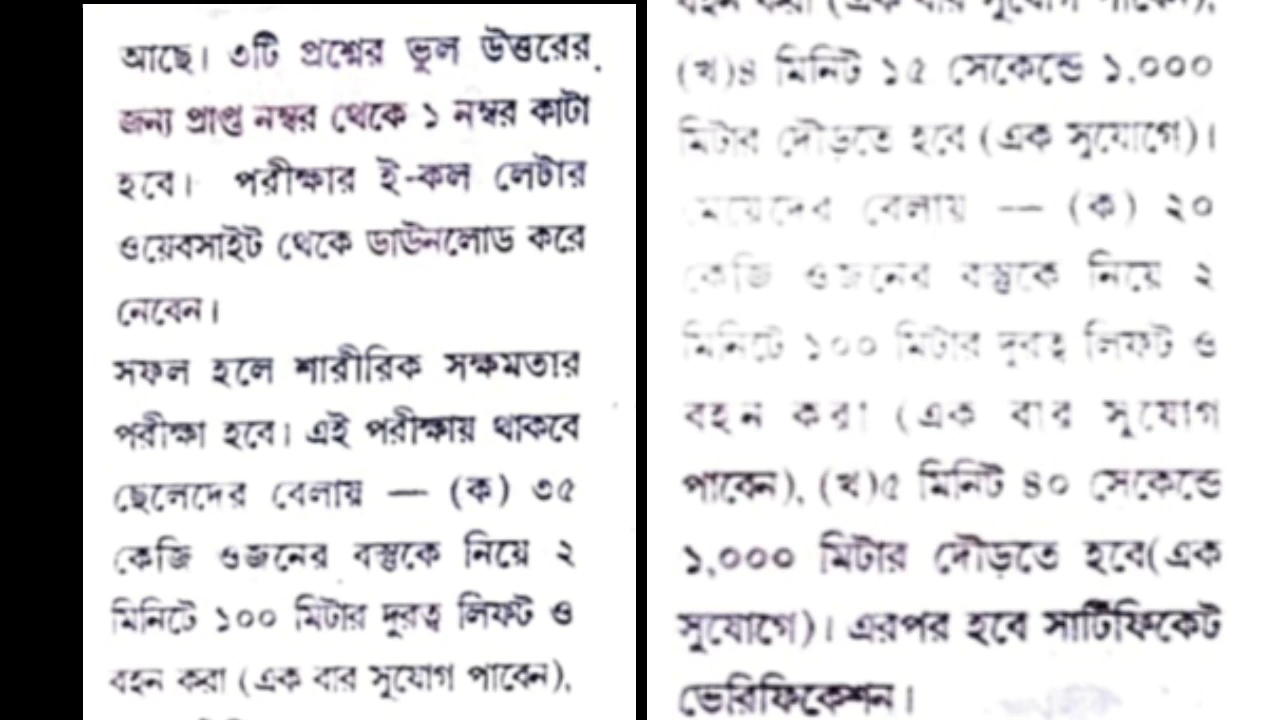 আছে। ৩টি প্রশ্নের ভুল উত্তরের
জন্য প্রাপ্ত নম্বর থেকে ১ নম্বর কাটা
হবে। পরীক্ষার ই-কল লেটার
ওয়েবসাইট থেকে ডাউনলোড করে
নেবেন।
সফল হলে শারীরিক সক্ষমতার
পরীক্ষা হবে। এই পরীক্ষায় থাকবে
ছেলেদের বেলায় — (ক) ৩৫
কেজি ওজনের বস্তুকে নিয়ে ২
মিনিটে ১০০ মিটার দূরত্ব লিফট ও
বহন করা (এক বার সুযোগ পাবেন),
বহন করা (এক বার সুযোগ পাবেন),
(খ)৪ মিনিট ১৫ সেকেন্ডে ১,০০০
মিটার দৌড়তে হবে (এক সুযোগে)।
মেয়েদের বেলায় — (ক) ২০
কেজি ওজনের বস্তুকে নিয়ে ২
মিনিটে ১০০ মিটার দূরত্ব লিফট ও
বহন করা (এক বার সুযোগ
পাবেন), (খ)৫ মিনিট ৪০ সেকেন্ডে
১,০০০ মিটার দৌড়তে হবে(এক
সুযোগে)। এরপর হবে সার্টিফিকেট
ভেরিফিকেশন।